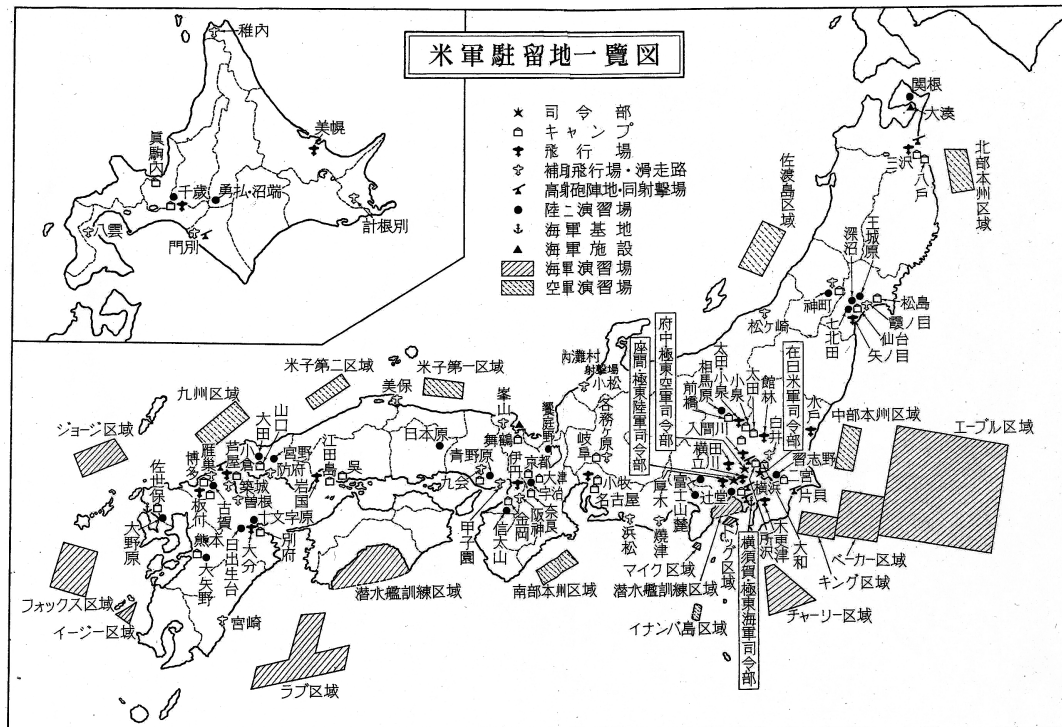 米軍駐留地一覧図
司令部
キャンプ
飛行場
補助飛行場・滑走路
高射砲陣地・同射撃場
陸上演習場
海軍基地
海軍施設
海軍演習場
空軍演習場
稚内
美幌
眞駒内
千歳
勇払・沼端
計根別
八雲
門別
関根
大湊
三沢
八戸
北部本州区域
佐渡島区域
深沼
王城原
神町
松島
霞ノ目
仙台
矢ノ目
七北田
松ヶ崎
内灘村
射撃場
小松
府中極東空軍司令部
座間・極東陸軍司令部
在日米軍司令部
横須賀・極東海軍司令部
太田・小泉
相馬原
前橋
小泉
太田
館林
白井
水戸
入間川
横田
立川
習志野
一宮
片貝
横浜
木更津
大和
所沢
辻堂
富士山麓
厚木
焼津
浜松
中部本州区域
エーブル区域
ベーカー区域
キング区域
チャーリー区域
ドッグ区域
マイク区域
潜水艦訓練区域
イナンバ島区域
各務ヶ原
岐阜
小牧
名古屋
饗庭野
峯山
舞鶴
伊丹
京都
大津
宇治
奈良
阪神
金岡
信太山
甲子園
青野原
九会
日本原
美保
米子第一区域
米子第二区域
九州区域
ジョージ区域
山口
大田
小倉
芦屋
雁巣
博多
佐世保
宮野
防府
岩国
江田島
呉
築城
曽根
古賀
板付
十文字原
別府
大分
日出生台
熊本
大矢野
大野原
宮崎
フォックス区域
イージー区域
ラブ区域
潜水艦訓練区域
南部本州区域